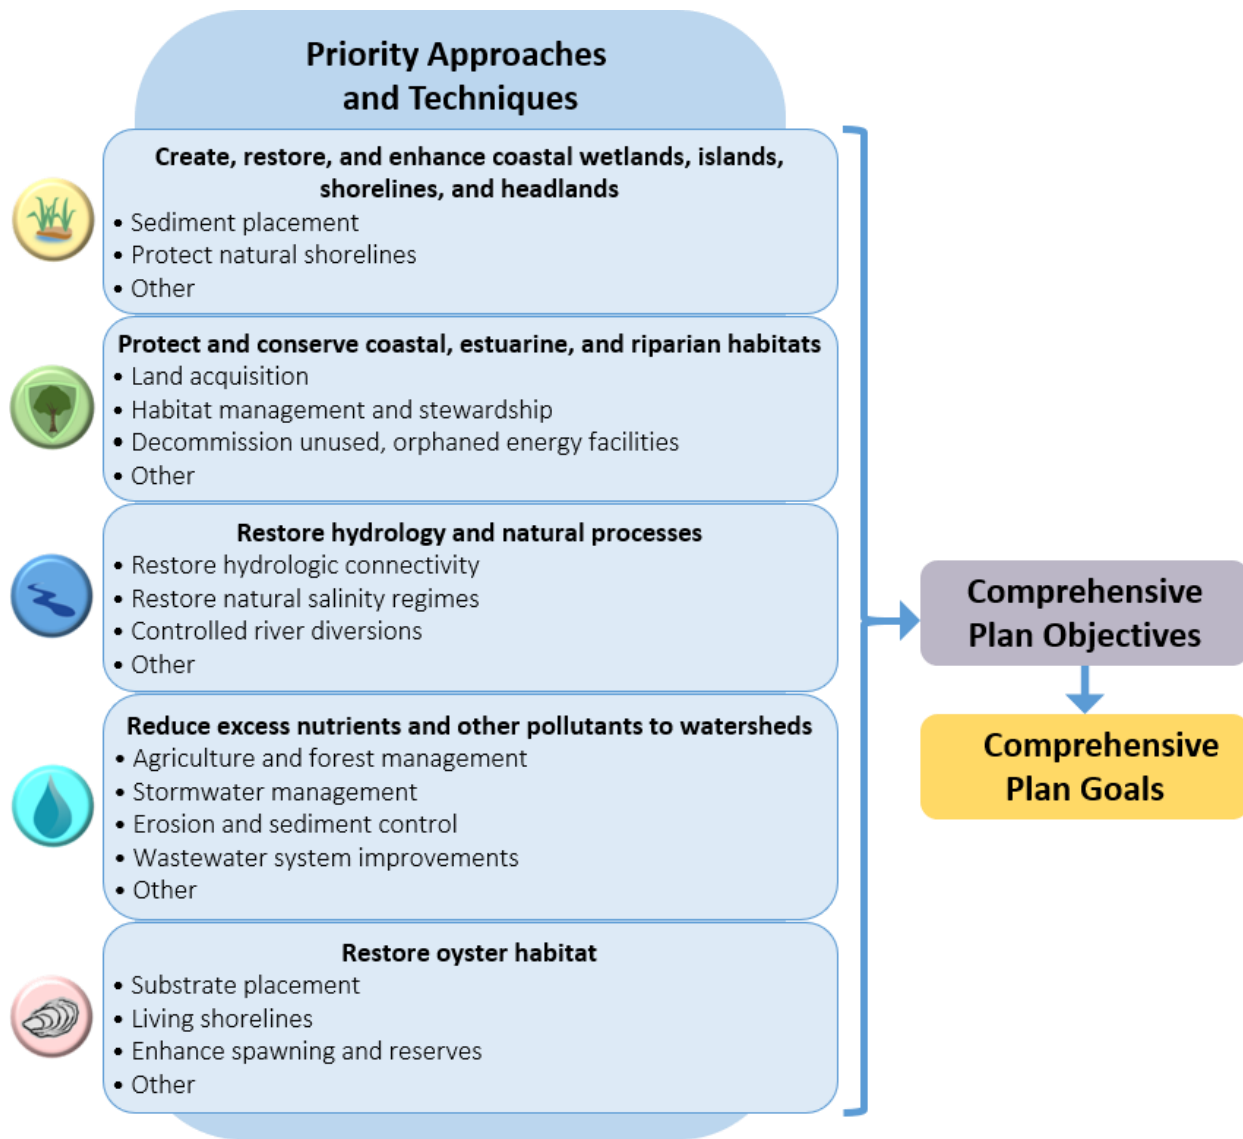 Priority Approaches
and Techniques
Create, restore, and enhance coastal wetlands, islands,
shorelines, and headlands
• Sediment placement
• Protect natural shorelines
• Other
Protect and conserve coastal, estuarine, and riparian habitats
• Land acquisition
• Habitat management and stewardship
• Decommission unused, orphaned energy facilities
• Other
Restore hydrology and natural processes
• Restore hydrologic connectivity
• Restore natural salinity regimes
• Controlled river diversions
• Other
Reduce excess nutrients and other pollutants to watersheds
• Agriculture and forest management
• Stormwater management
• Erosion and sediment control
• Wastewater system improvements
• Other
Restore oyster habitat
• Substrate placement
• Living shorelines
• Enhance spawning and reserves
• Other
Comprehensive
Plan Objectives
Comprehensive
Plan Goals